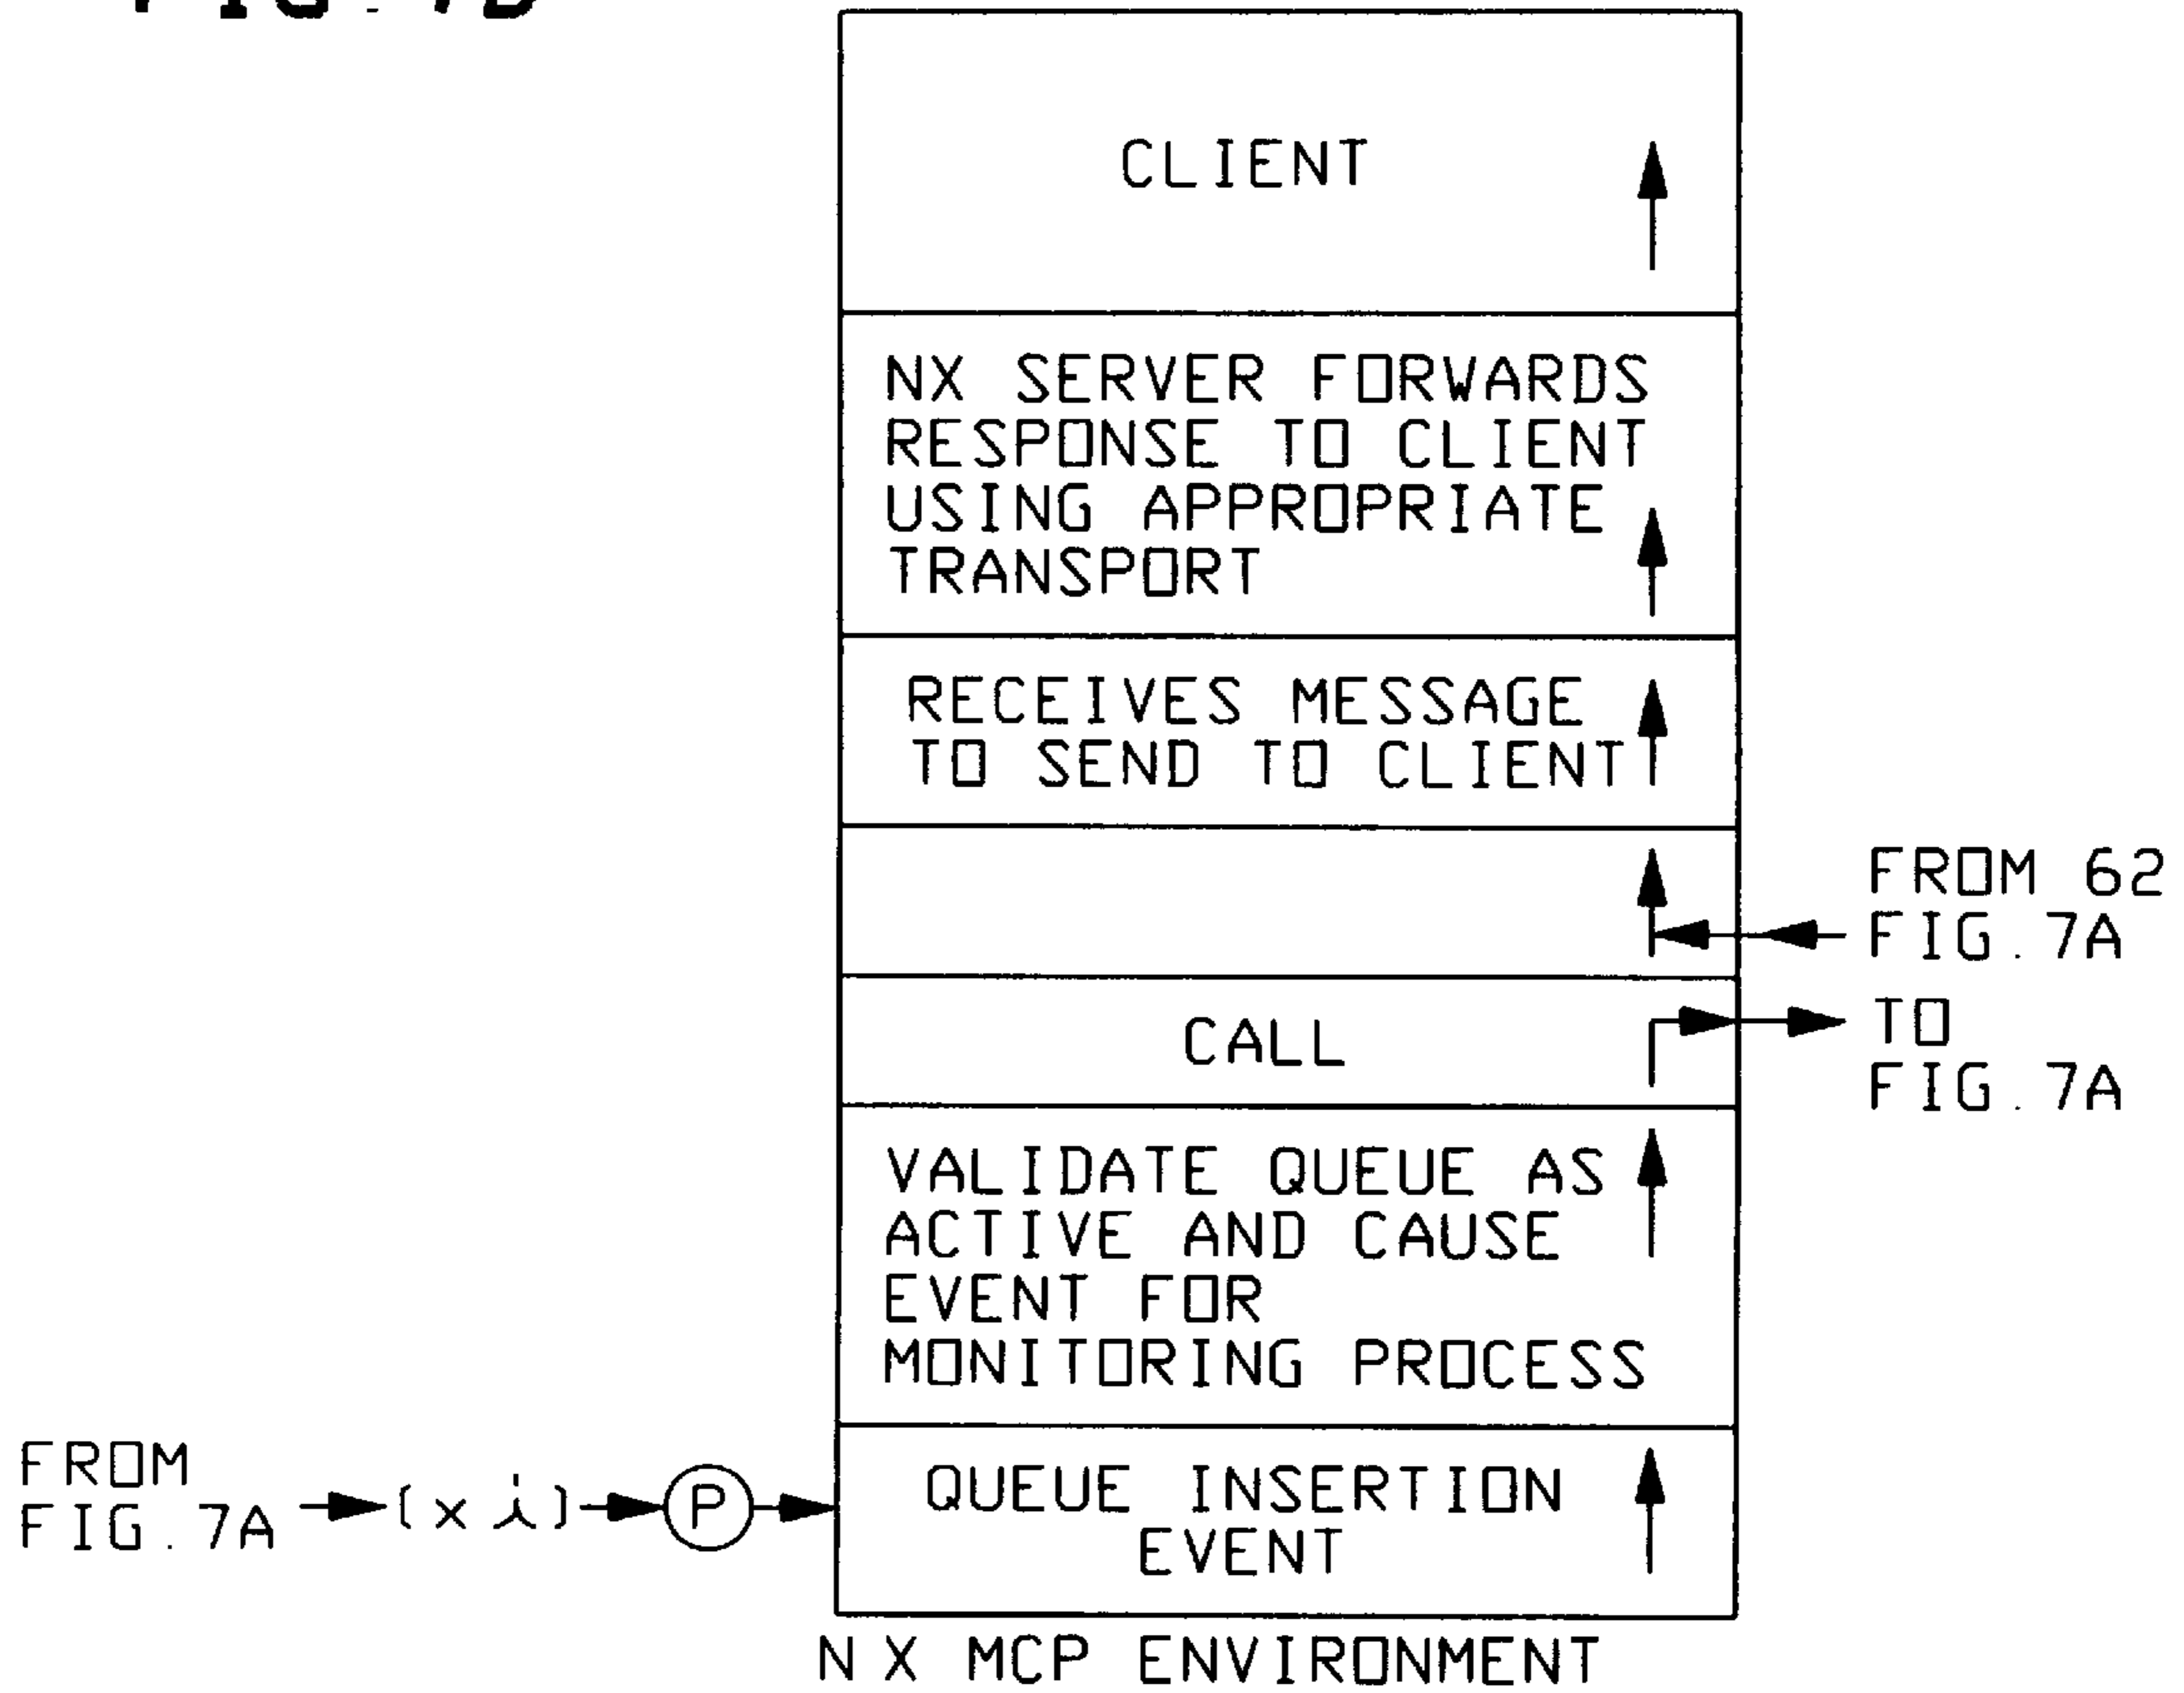 CLIENT
NX SERVER FORWARDS
RESPONSE TO CLIENT
USING APPROPRIATE
TRANSPORT
RECEIVES MESSAGE
TO SEND TO CLIENT
FROM 62
FIG. 7A
CALL
TO
FIG. 7A
VALIDATE QUEUE AS
ACTIVE AND CAUSE
EVENT FOR
MONITORING PROCESS
FROM
FIG. 7A
(x i)
P
QUEUE INSERTION
EVENT
NX MCP ENVIRONMENT